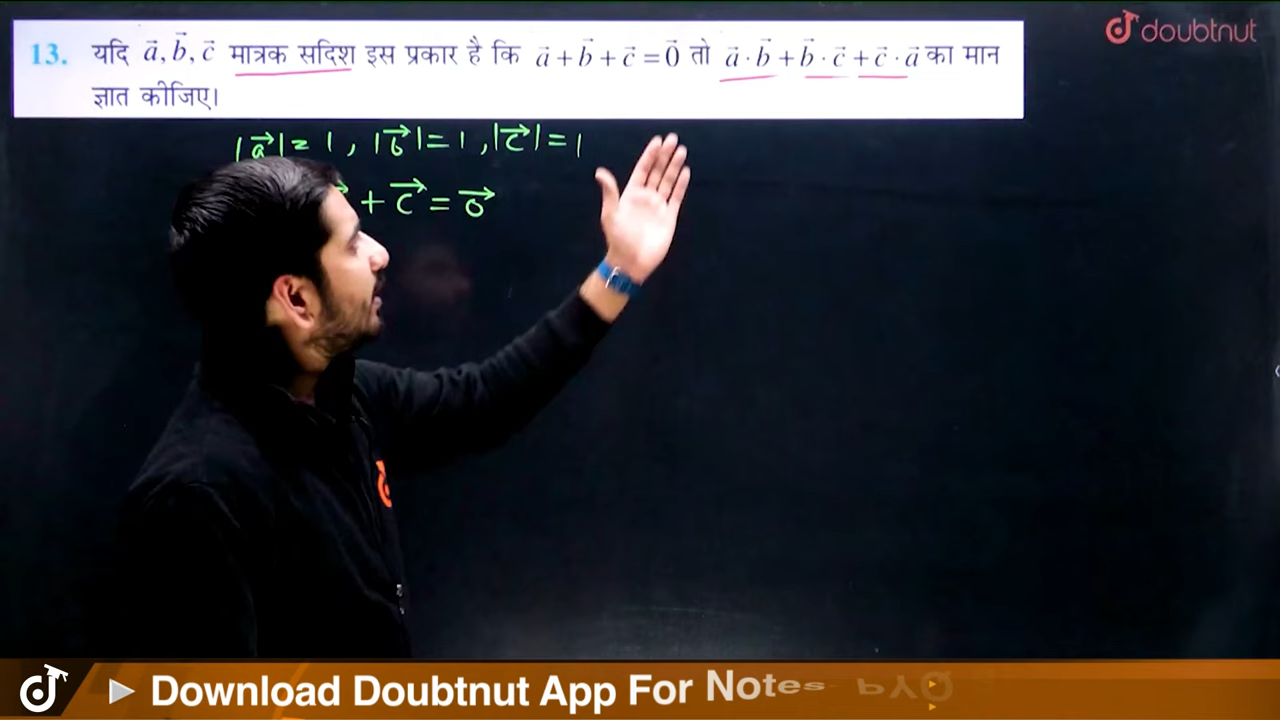 doubtnut
13. यदि a⃗, b⃗, c⃗ मात्रक सदिश इस प्रकार है कि a⃗ + b⃗ + c⃗ = 0⃗ तो a⃗ · b⃗ + b⃗ · c⃗ + c⃗ · a⃗ का मान
ज्ञात कीजिए।
|a⃗| = 1, |b⃗| = 1, |c⃗| = 1
+ c⃗ = 0⃗
Download Doubtnut App For Notes